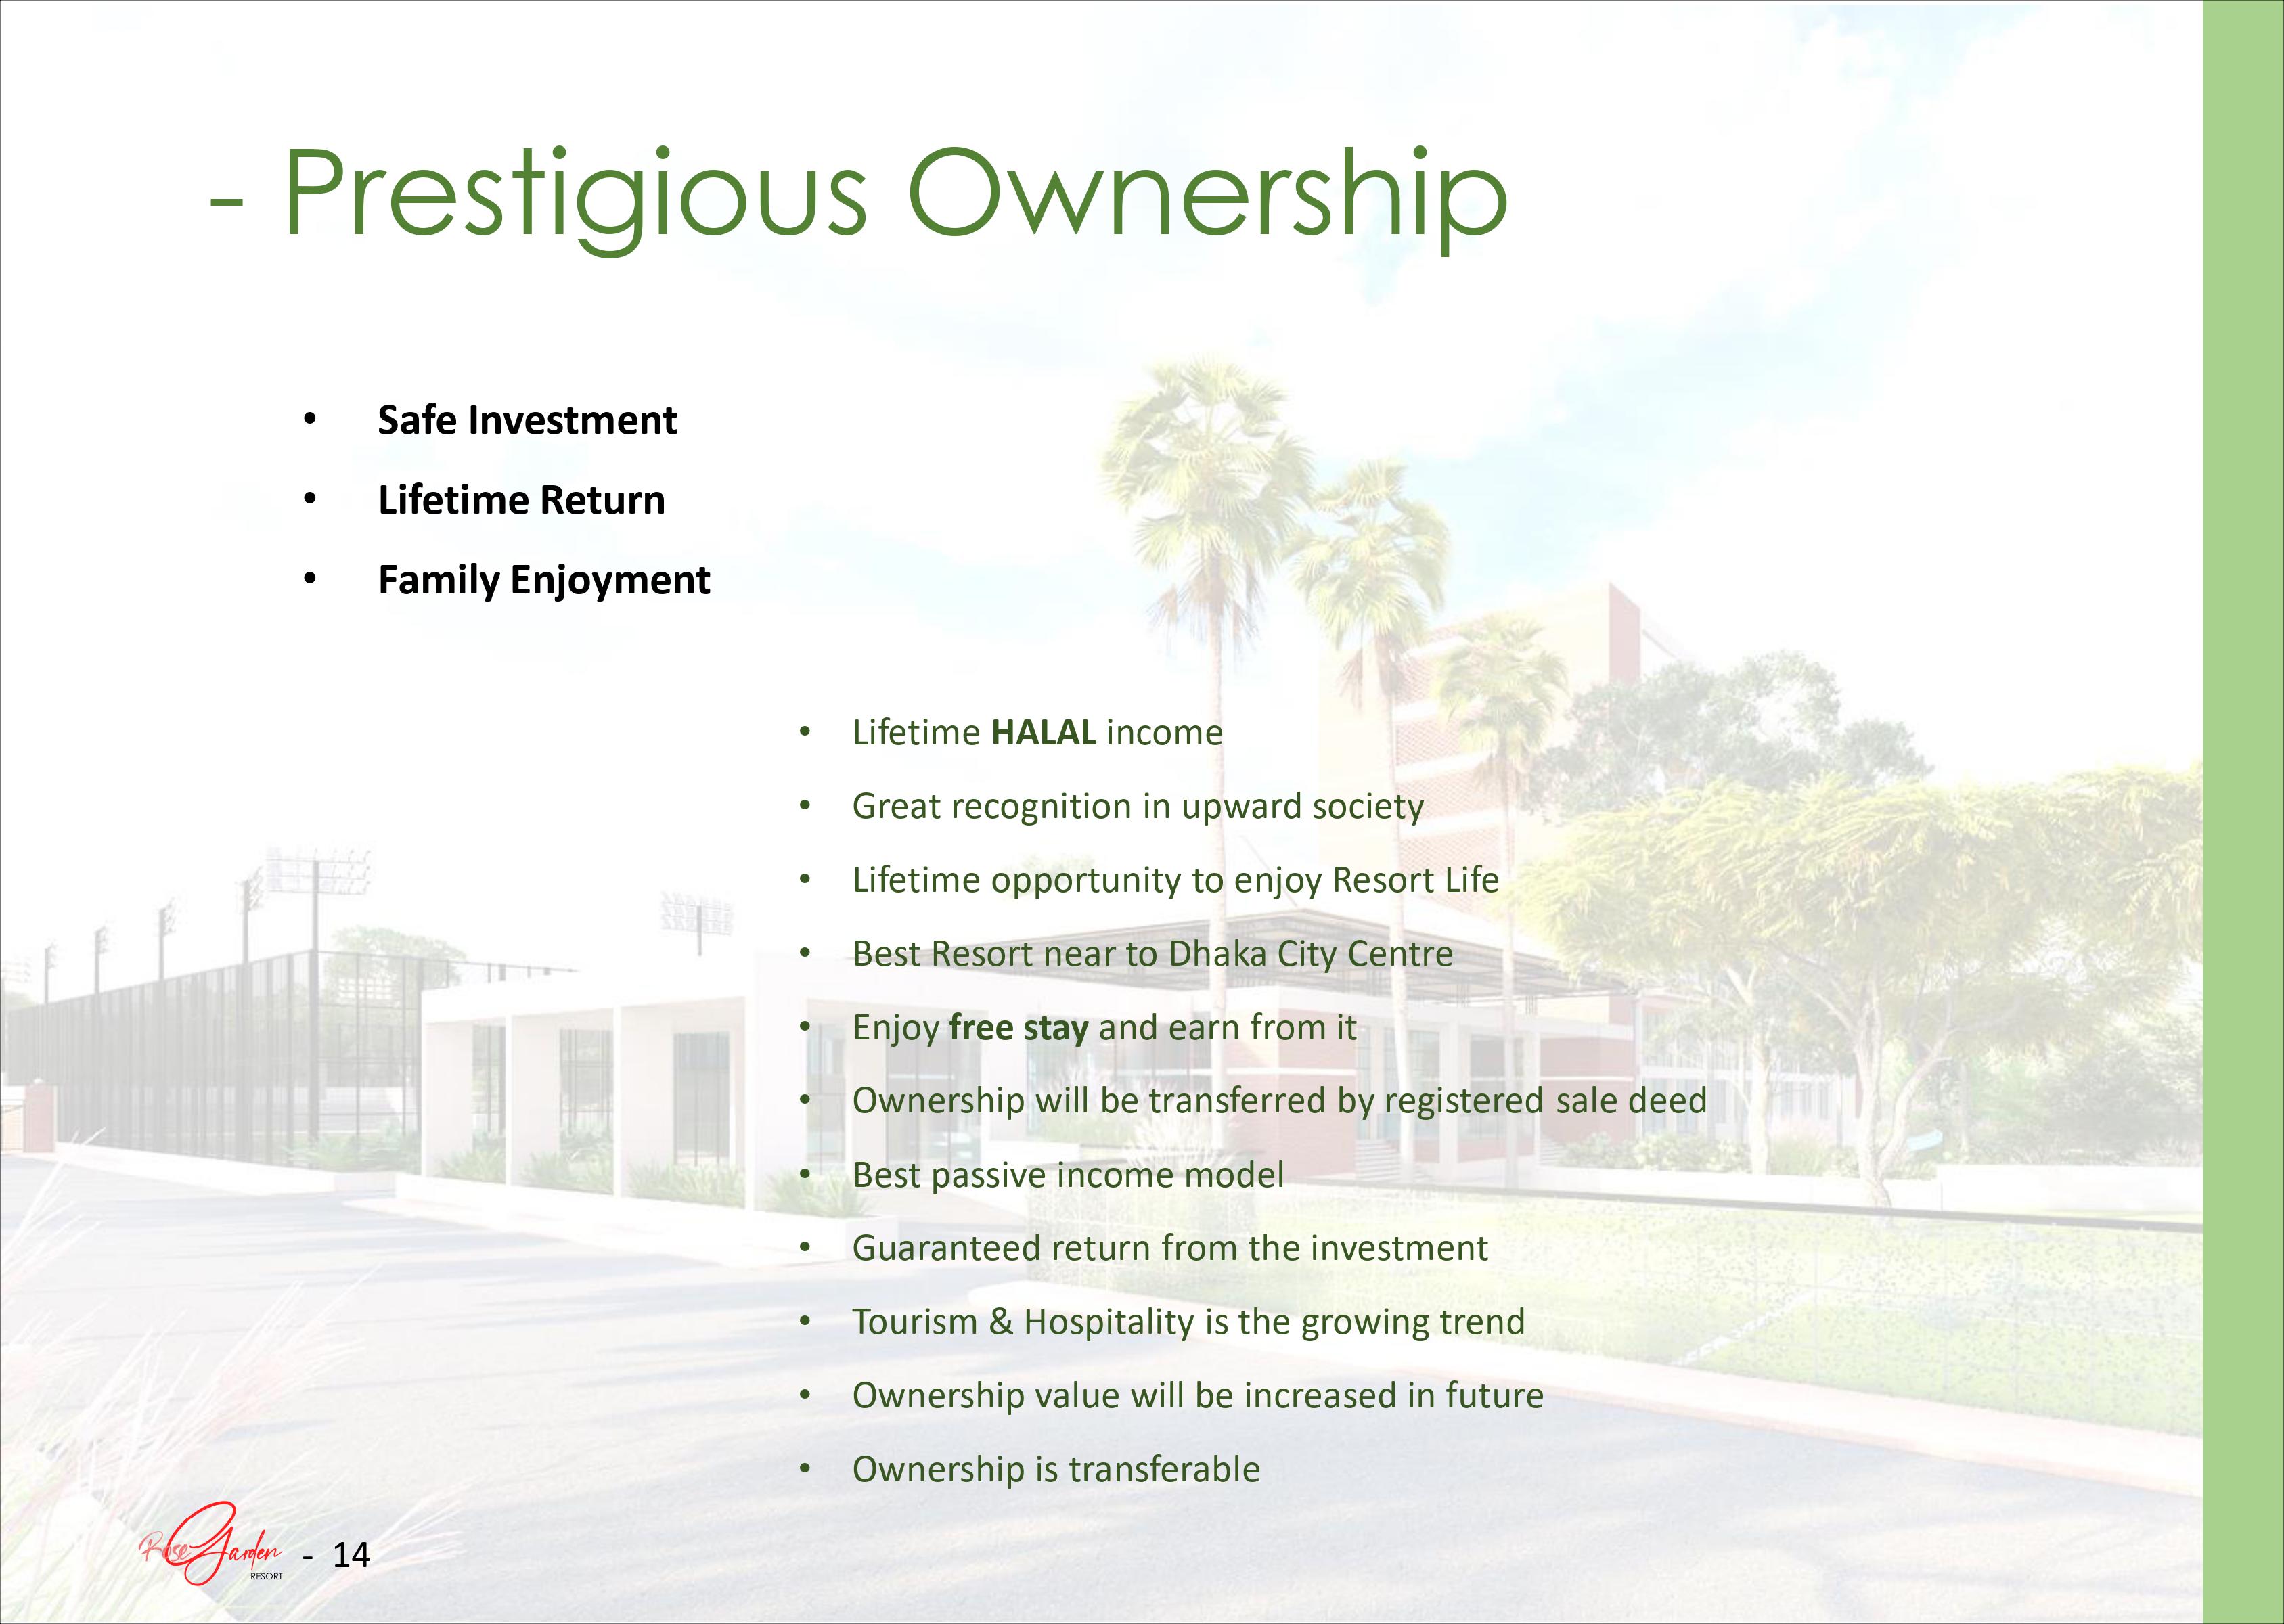 - Prestigious Ownership
• Safe Investment
• Lifetime Return
• Family Enjoyment
• Lifetime HALAL income
• Great recognition in upward society
• Lifetime opportunity to enjoy Resort Life
• Best Resort near to Dhaka City Centre
• Enjoy free stay and earn from it
• Ownership will be transferred by registered sale deed
• Best passive income model
• Guaranteed return from the investment
• Tourism & Hospitality is the growing trend
• Ownership value will be increased in future
• Ownership is transferable
Rose Garden - 14
RESORT